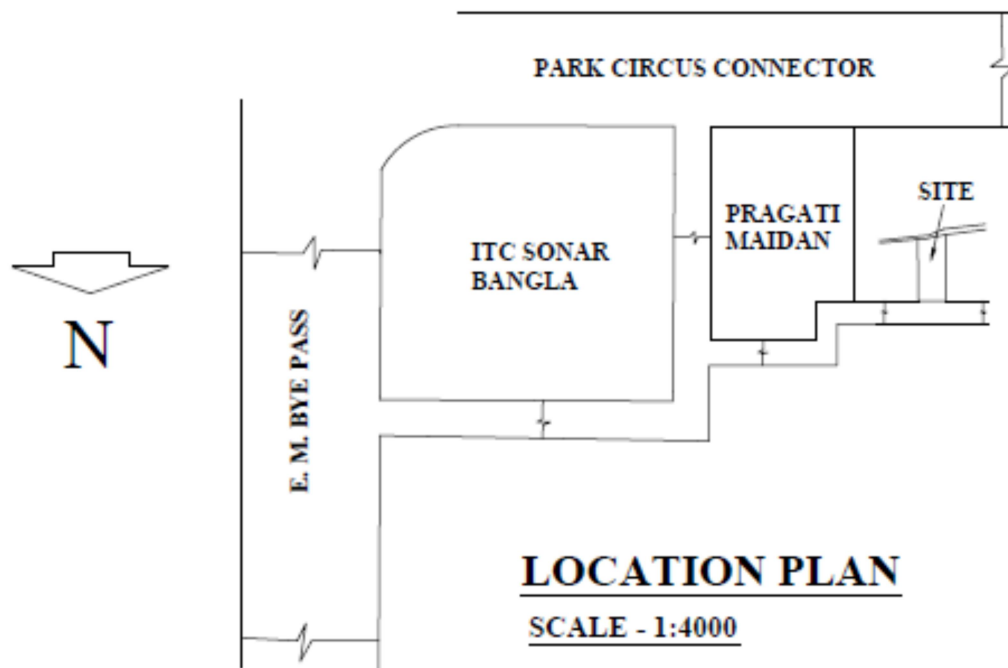 PARK CIRCUS CONNECTOR
SITE
PRAGATI
MAIDAN
ITC SONAR
BANGLA
N
E. M. BYE PASS
LOCATION PLAN
SCALE - 1:4000